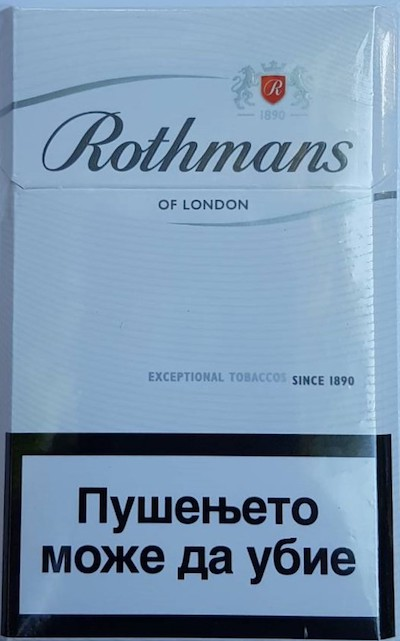 R
1890
Rothmans
OF LONDON
EXCEPTIONAL TOBACCOS SINCE 1890
Пушењето
може да убие